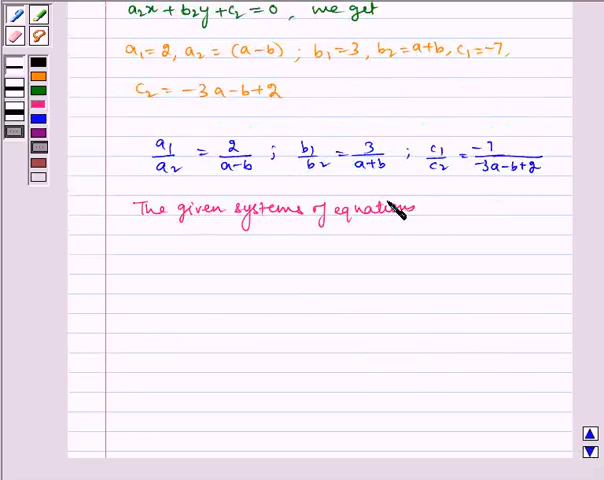 a₂x + b₂y + c₂ = 0, we get
a₁ = 2, a₂ = (a-b) ; b₁ = 3, b₂ = a+b, c₁ = -7,
c₂ = -3a-b+2
a₁/a₂ = 2/(a-b) ; b₁/b₂ = 3/(a+b) ; c₁/c₂ = -7/(-3a-b+2)
The given systems of equations